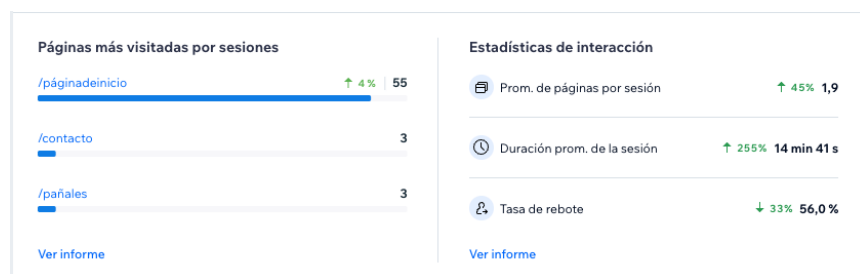 Páginas más visitadas por sesiones
/páginadeinicio ↑ 4% 55
/contacto 3
/pañales 3
Ver informe
Estadísticas de interacción
Prom. de páginas por sesión ↑ 45% 1,9
Duración prom. de la sesión ↑ 255% 14 min 41 s
Tasa de rebote ↓ 33% 56,0 %
Ver informe